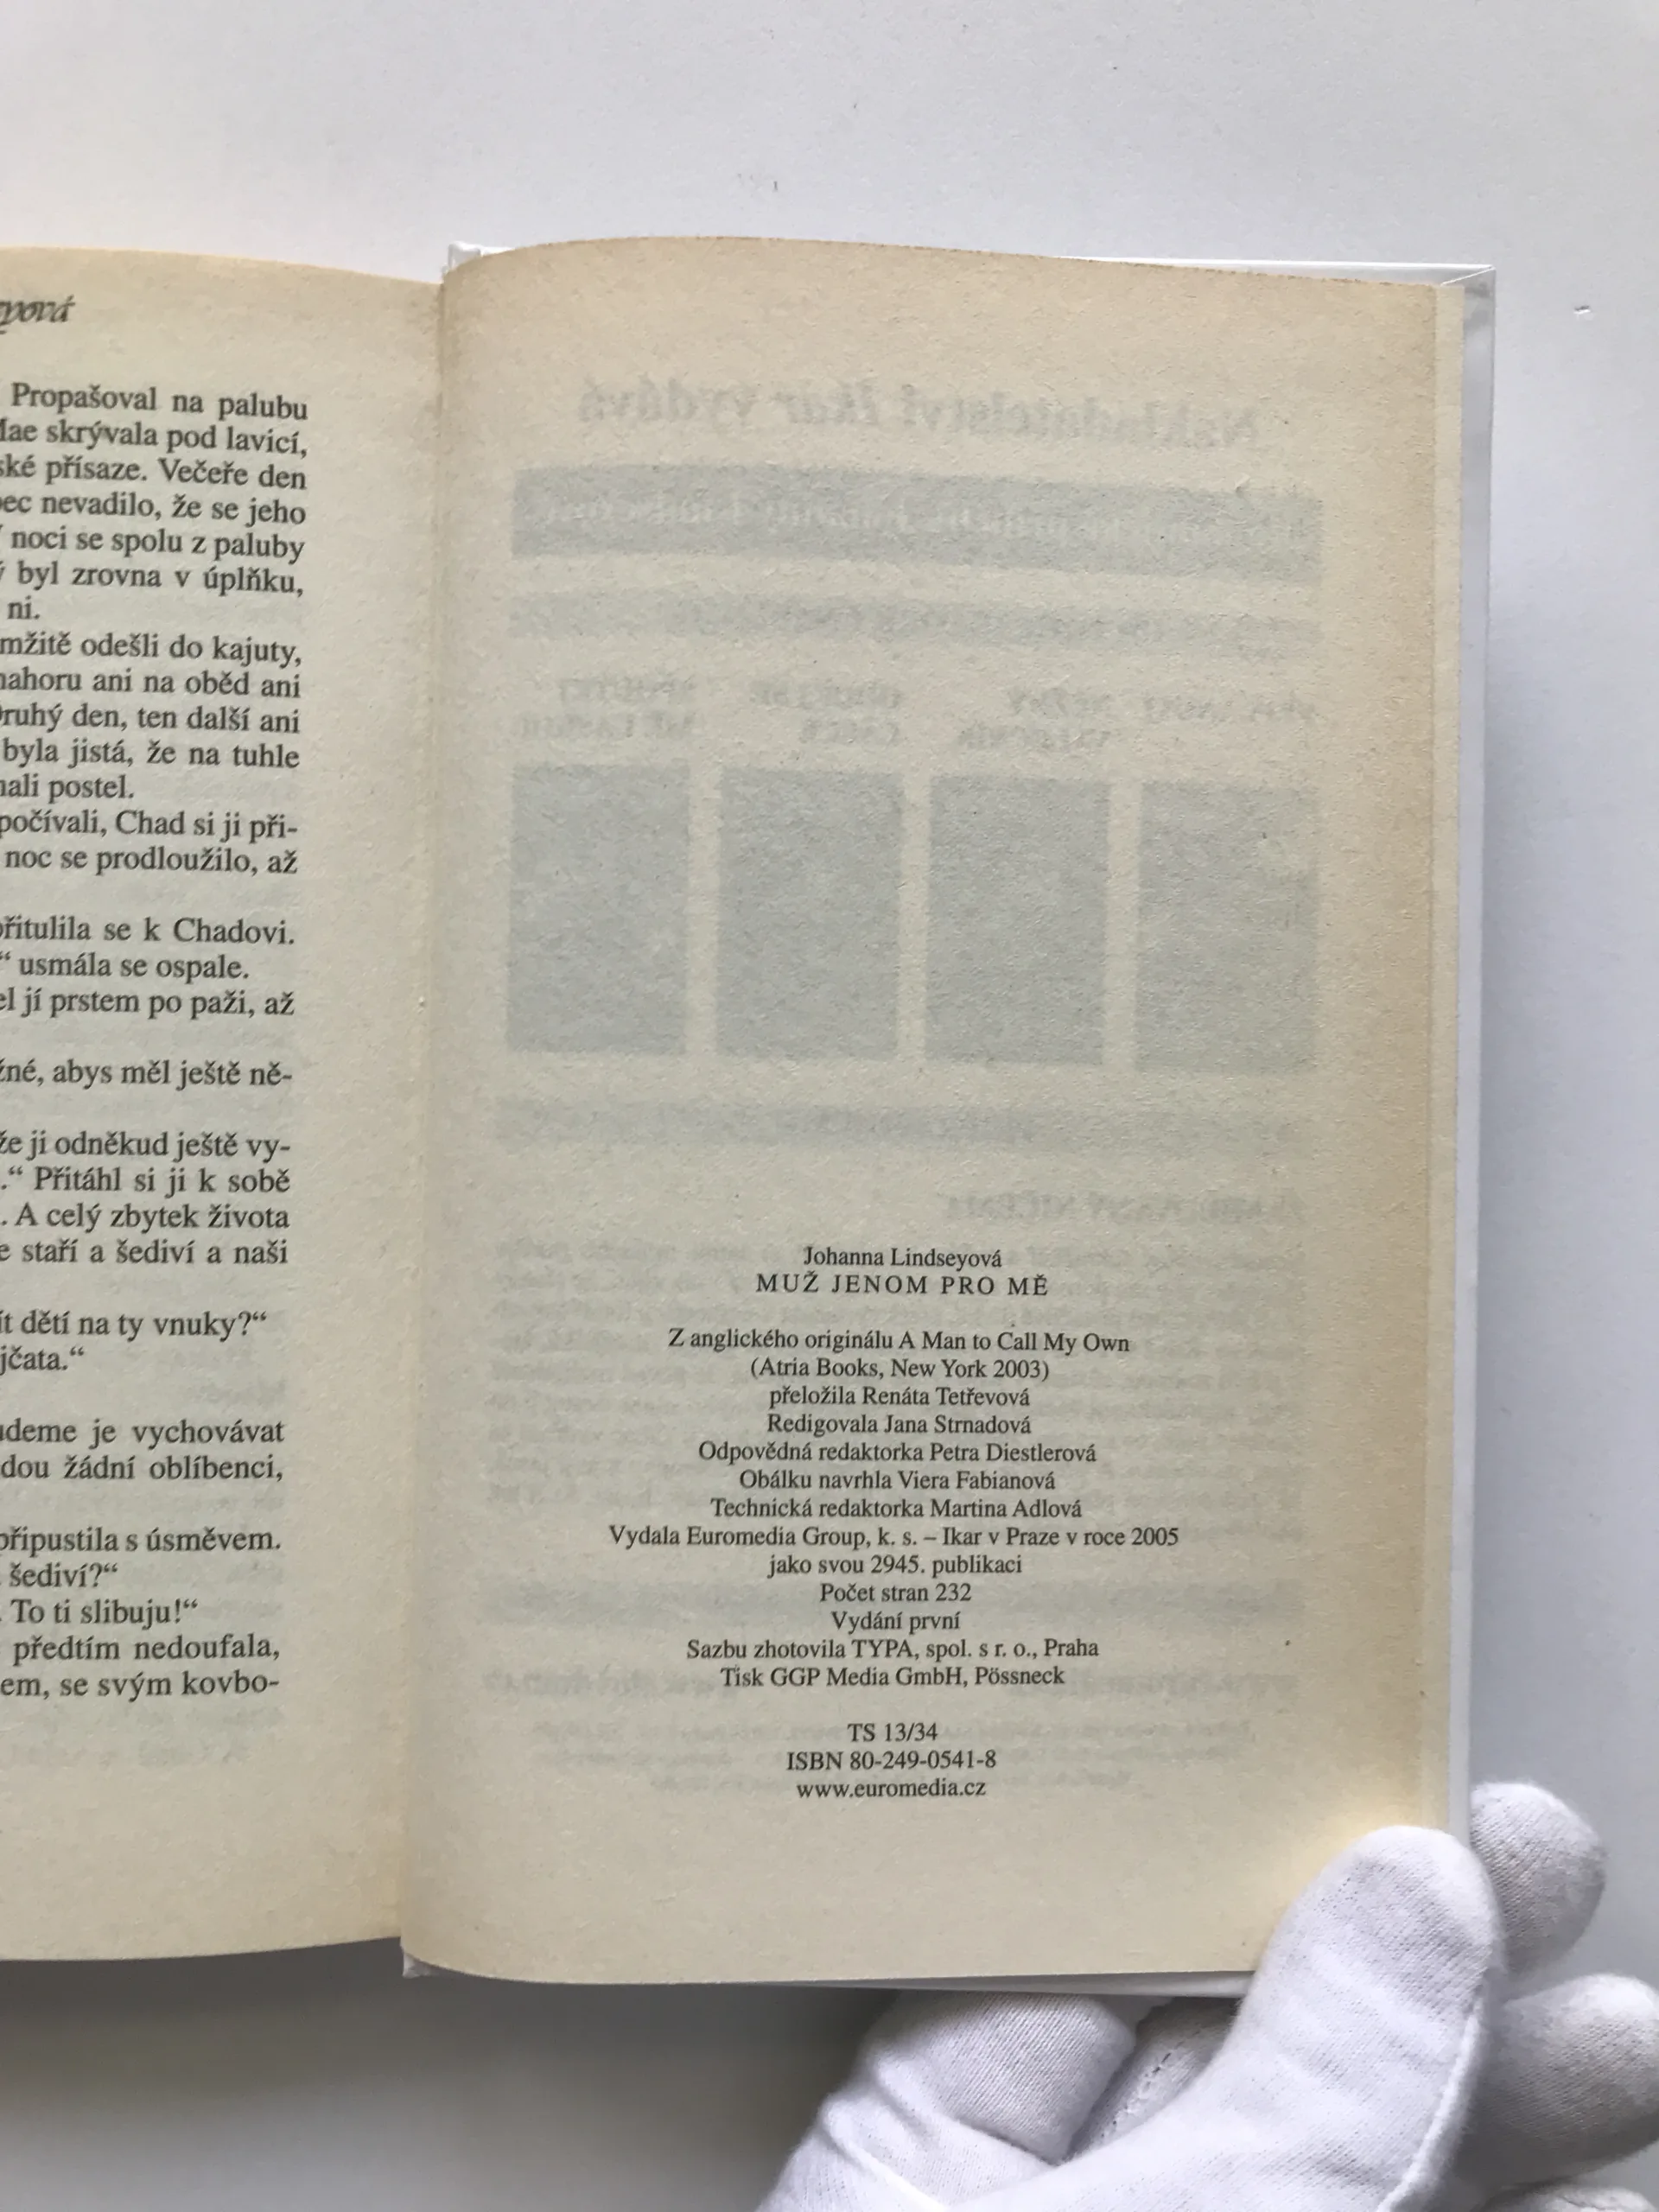 Propašoval na palubu
Mae skrývala pod lavicí,
ské přísaze. Večeře den
pec nevadilo, že se jeho
noci se spolu z paluby
byl zrovna v úplňku,
ni.
mžitě odešli do kajuty,
nahoru ani na oběd ani
Druhý den, ten další ani
byla jistá, že na tuhle
nali postel.
počívali, Chad si ji při-
noc se prodloužilo, až
přitulila se k Chadovi.
“ usmála se ospale.
el jí prstem po paži, až
žné, abys měl ještě ně-
že ji odněkud ještě vy-
.“ Přitáhl si ji k sobě
. A celý zbytek života
e staří a šediví a naši
ít dětí na ty vnuky?“
jčata.“
udeme je vychovávat
dou žádní oblíbenci,
připustila s úsměvem.
šediví?“
. To ti slibuju!“
předtím nedoufala,
em, se svým kovbo-
Johanna Lindseyová
MUŽ JENOM PRO MĚ
Z anglického originálu A Man to Call My Own
(Atria Books, New York 2003)
přeložila Renáta Tetřevová
Redigovala Jana Strnadová
Odpovědná redaktorka Petra Diestlerová
Obálku navrhla Viera Fabianová
Technická redaktorka Martina Adlová
Vydala Euromedia Group, k. s. – Ikar v Praze v roce 2005
jako svou 2945. publikaci
Počet stran 232
Vydání první
Sazbu zhotovila TYPA, spol. s r. o., Praha
Tisk GGP Media GmbH, Pössneck
TS 13/34
ISBN 80-249-0541-8
www.euromedia.cz